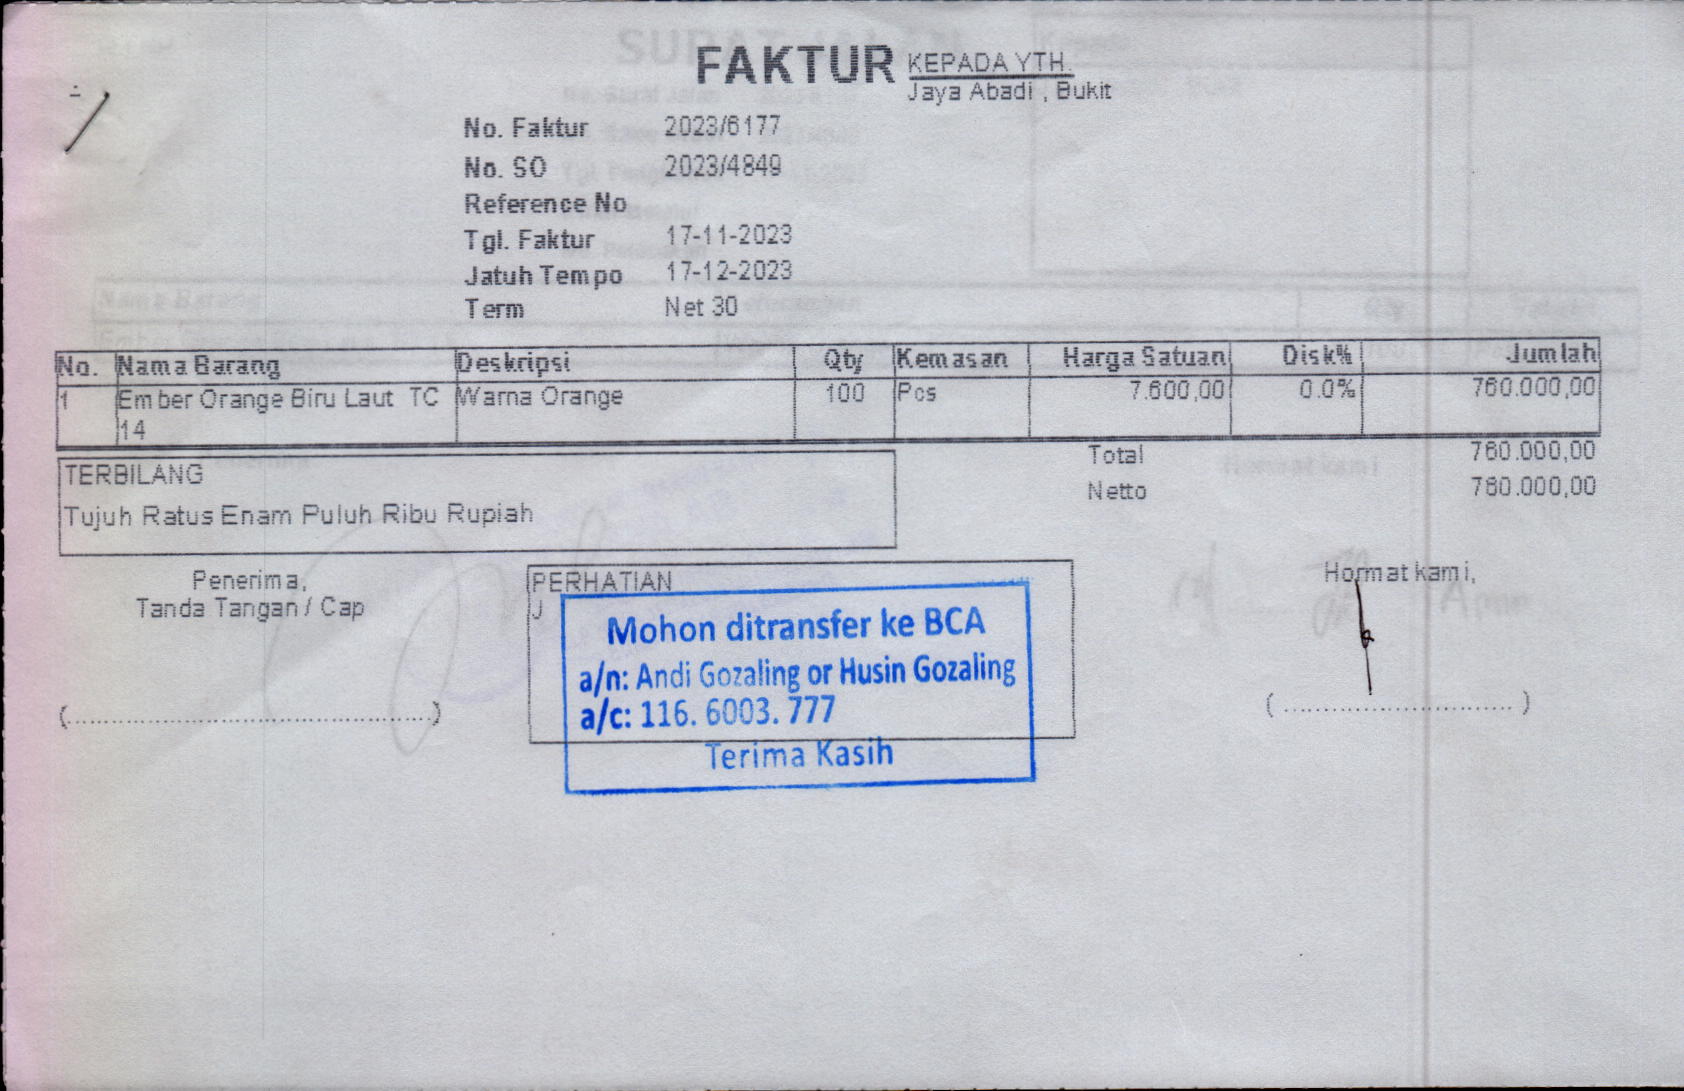 FAKTUR
KEPADA YTH.
Jaya Abadi , Bukit
No. Faktur 2023/6177
No. SO 2023/4849
Reference No
Tgl. Faktur 17-11-2023
Jatuh Tempo 17-12-2023
Term Net 30
No. Nama Barang Deskripsi Qty Kemasan Harga Satuan Disk% Jumlah
1 Ember Orange Biru Laut TC Warna Orange 100 Pcs 7.600,00 0.0% 760.000,00
14
Total 760.000,00
Netto 760.000,00
TERBILANG
Tujuh Ratus Enam Puluh Ribu Rupiah
Penerima,
Tanda Tangan / Cap
(................................................)
PERHATIAN
J
Mohon ditransfer ke BCA
a/n: Andi Gozaling or Husin Gozaling
a/c: 116. 6003. 777
Terima Kasih
Hormat kami,
(..............................)